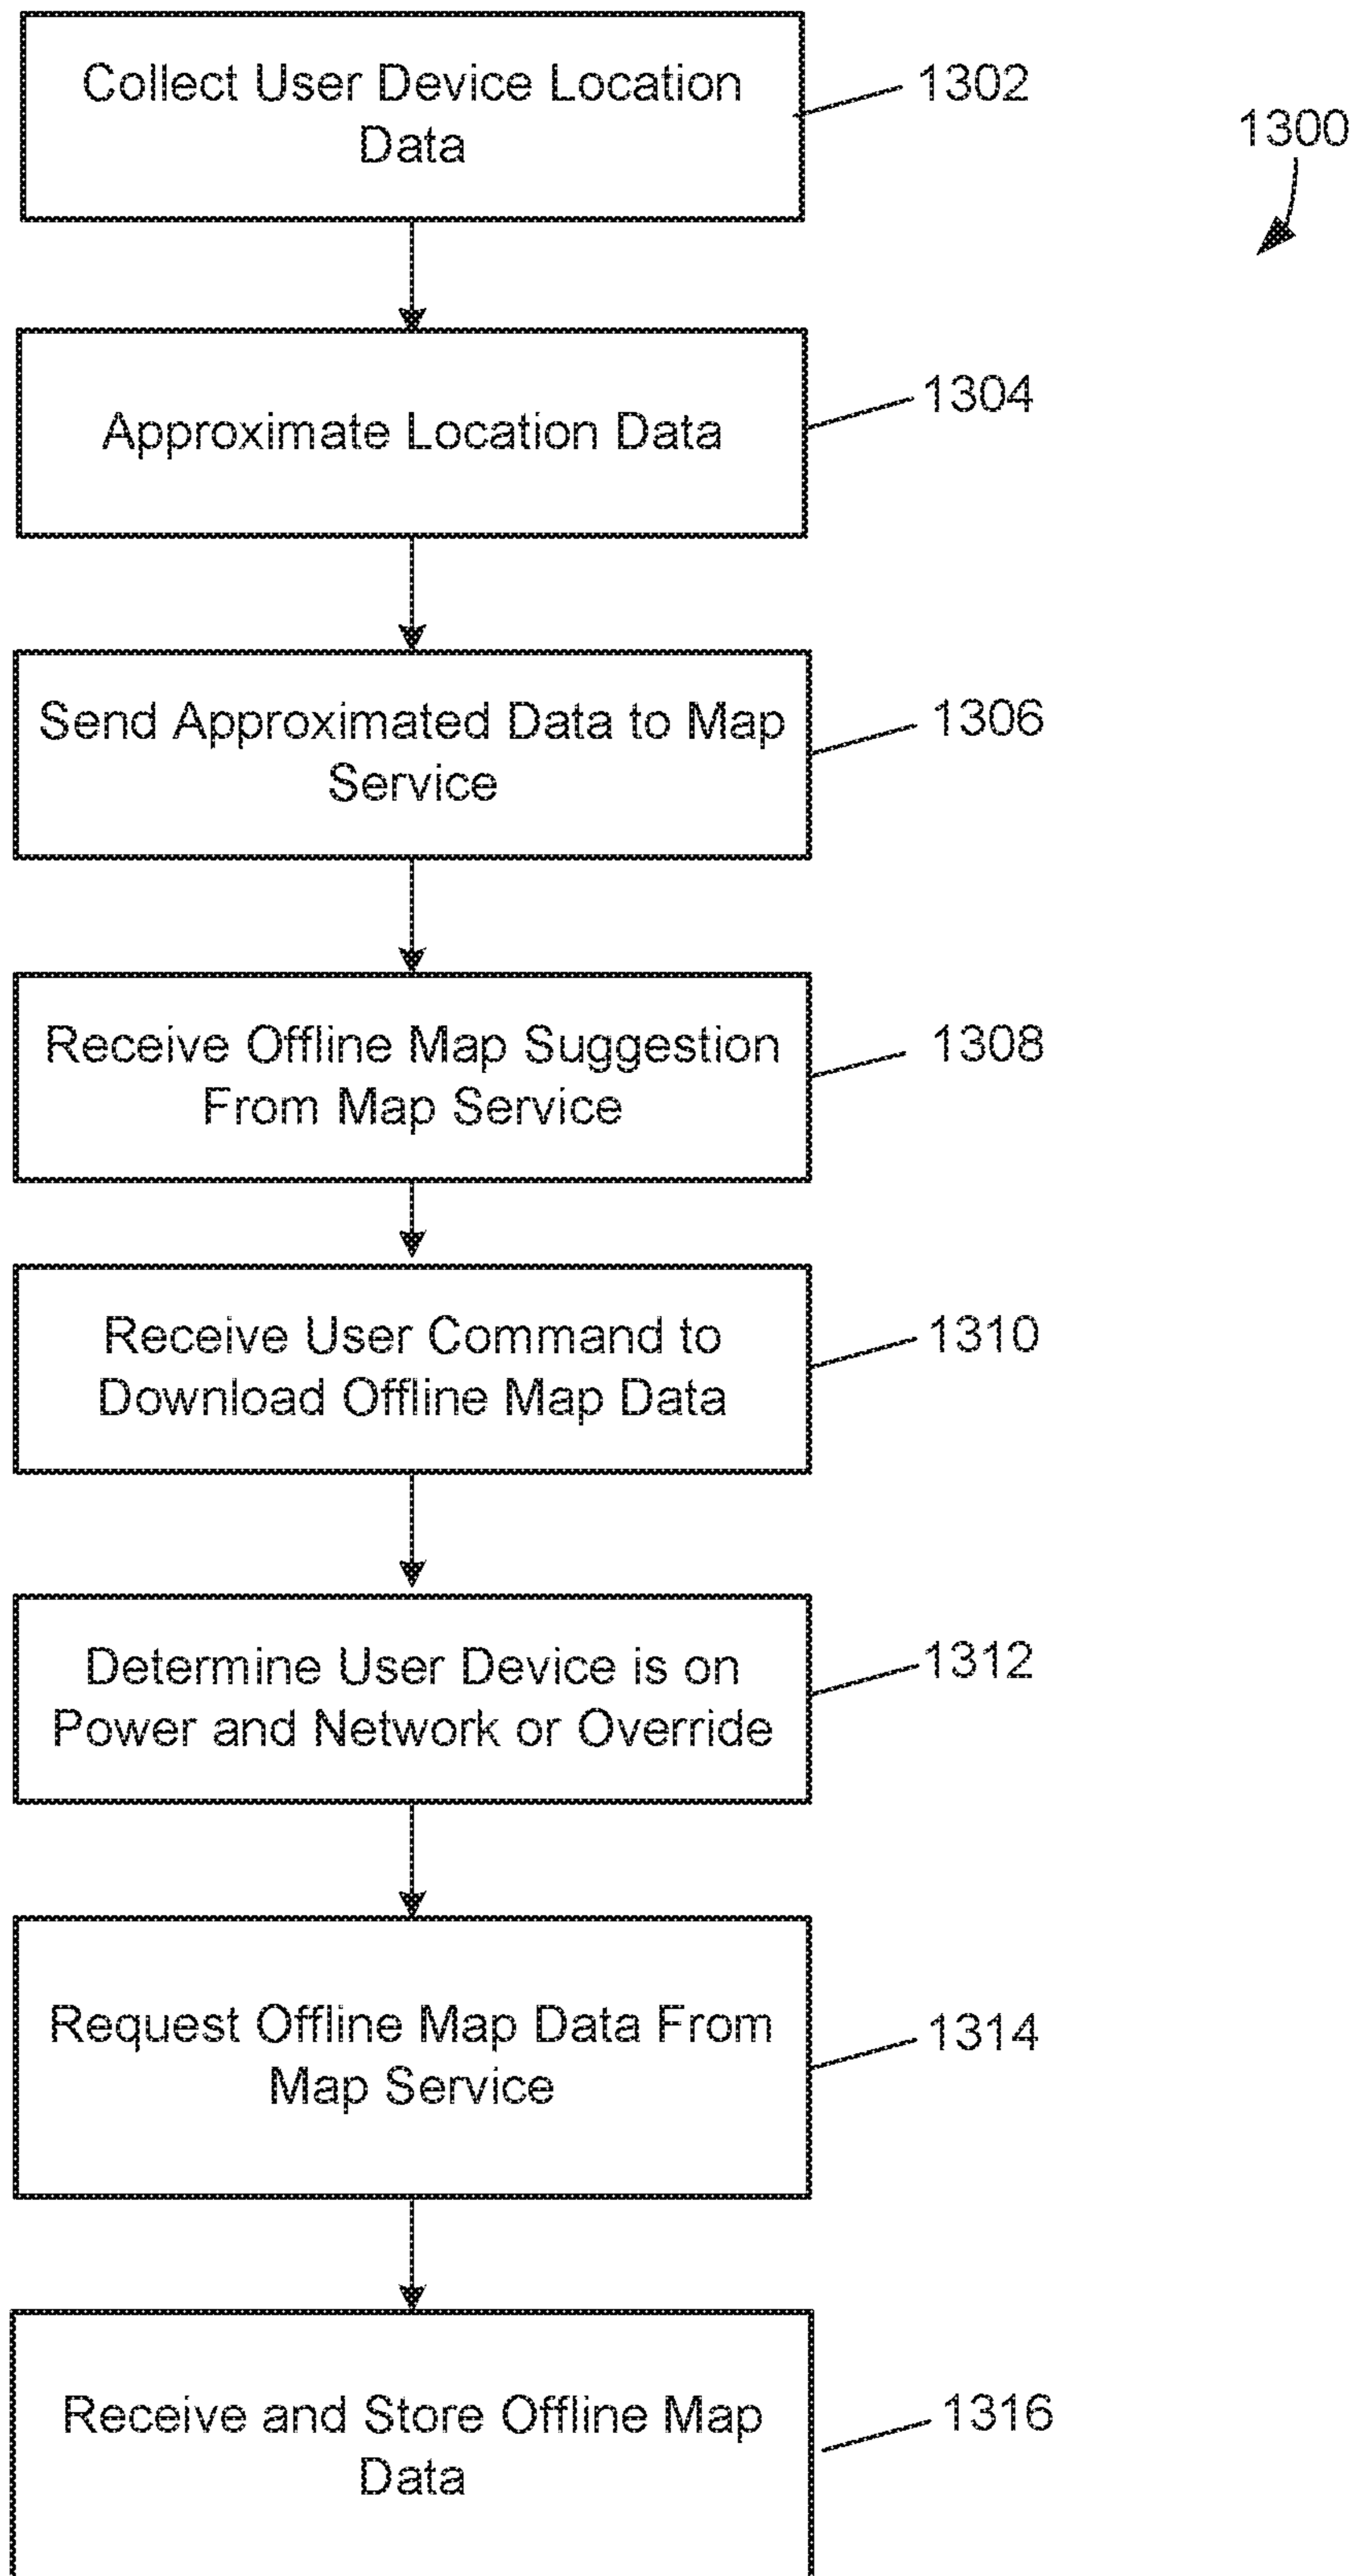 Collect User Device Location
Data
1302
1300
Approximate Location Data
1304
Send Approximated Data to Map
Service
1306
Receive Offline Map Suggestion
From Map Service
1308
Receive User Command to
Download Offline Map Data
1310
Determine User Device is on
Power and Network or Override
1312
Request Offline Map Data From
Map Service
1314
Receive and Store Offline Map
Data
1316